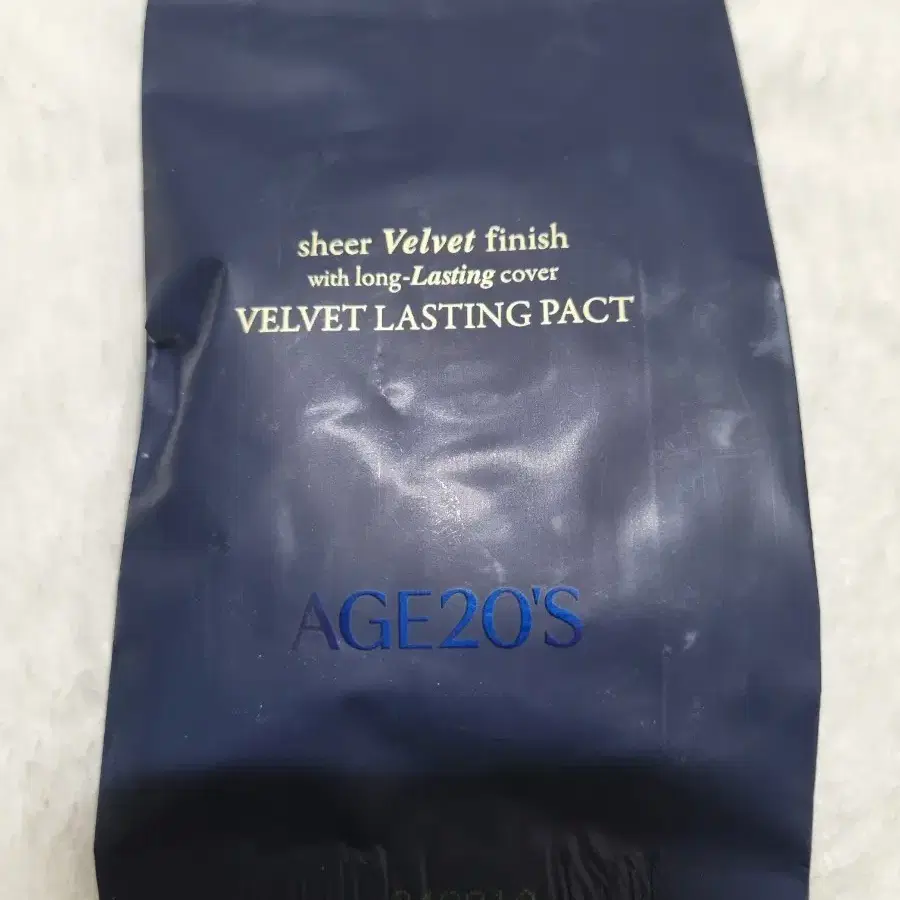 sheer Velvet finish
with long-Lasting cover
VELVET LASTING PACT
AGE20'S